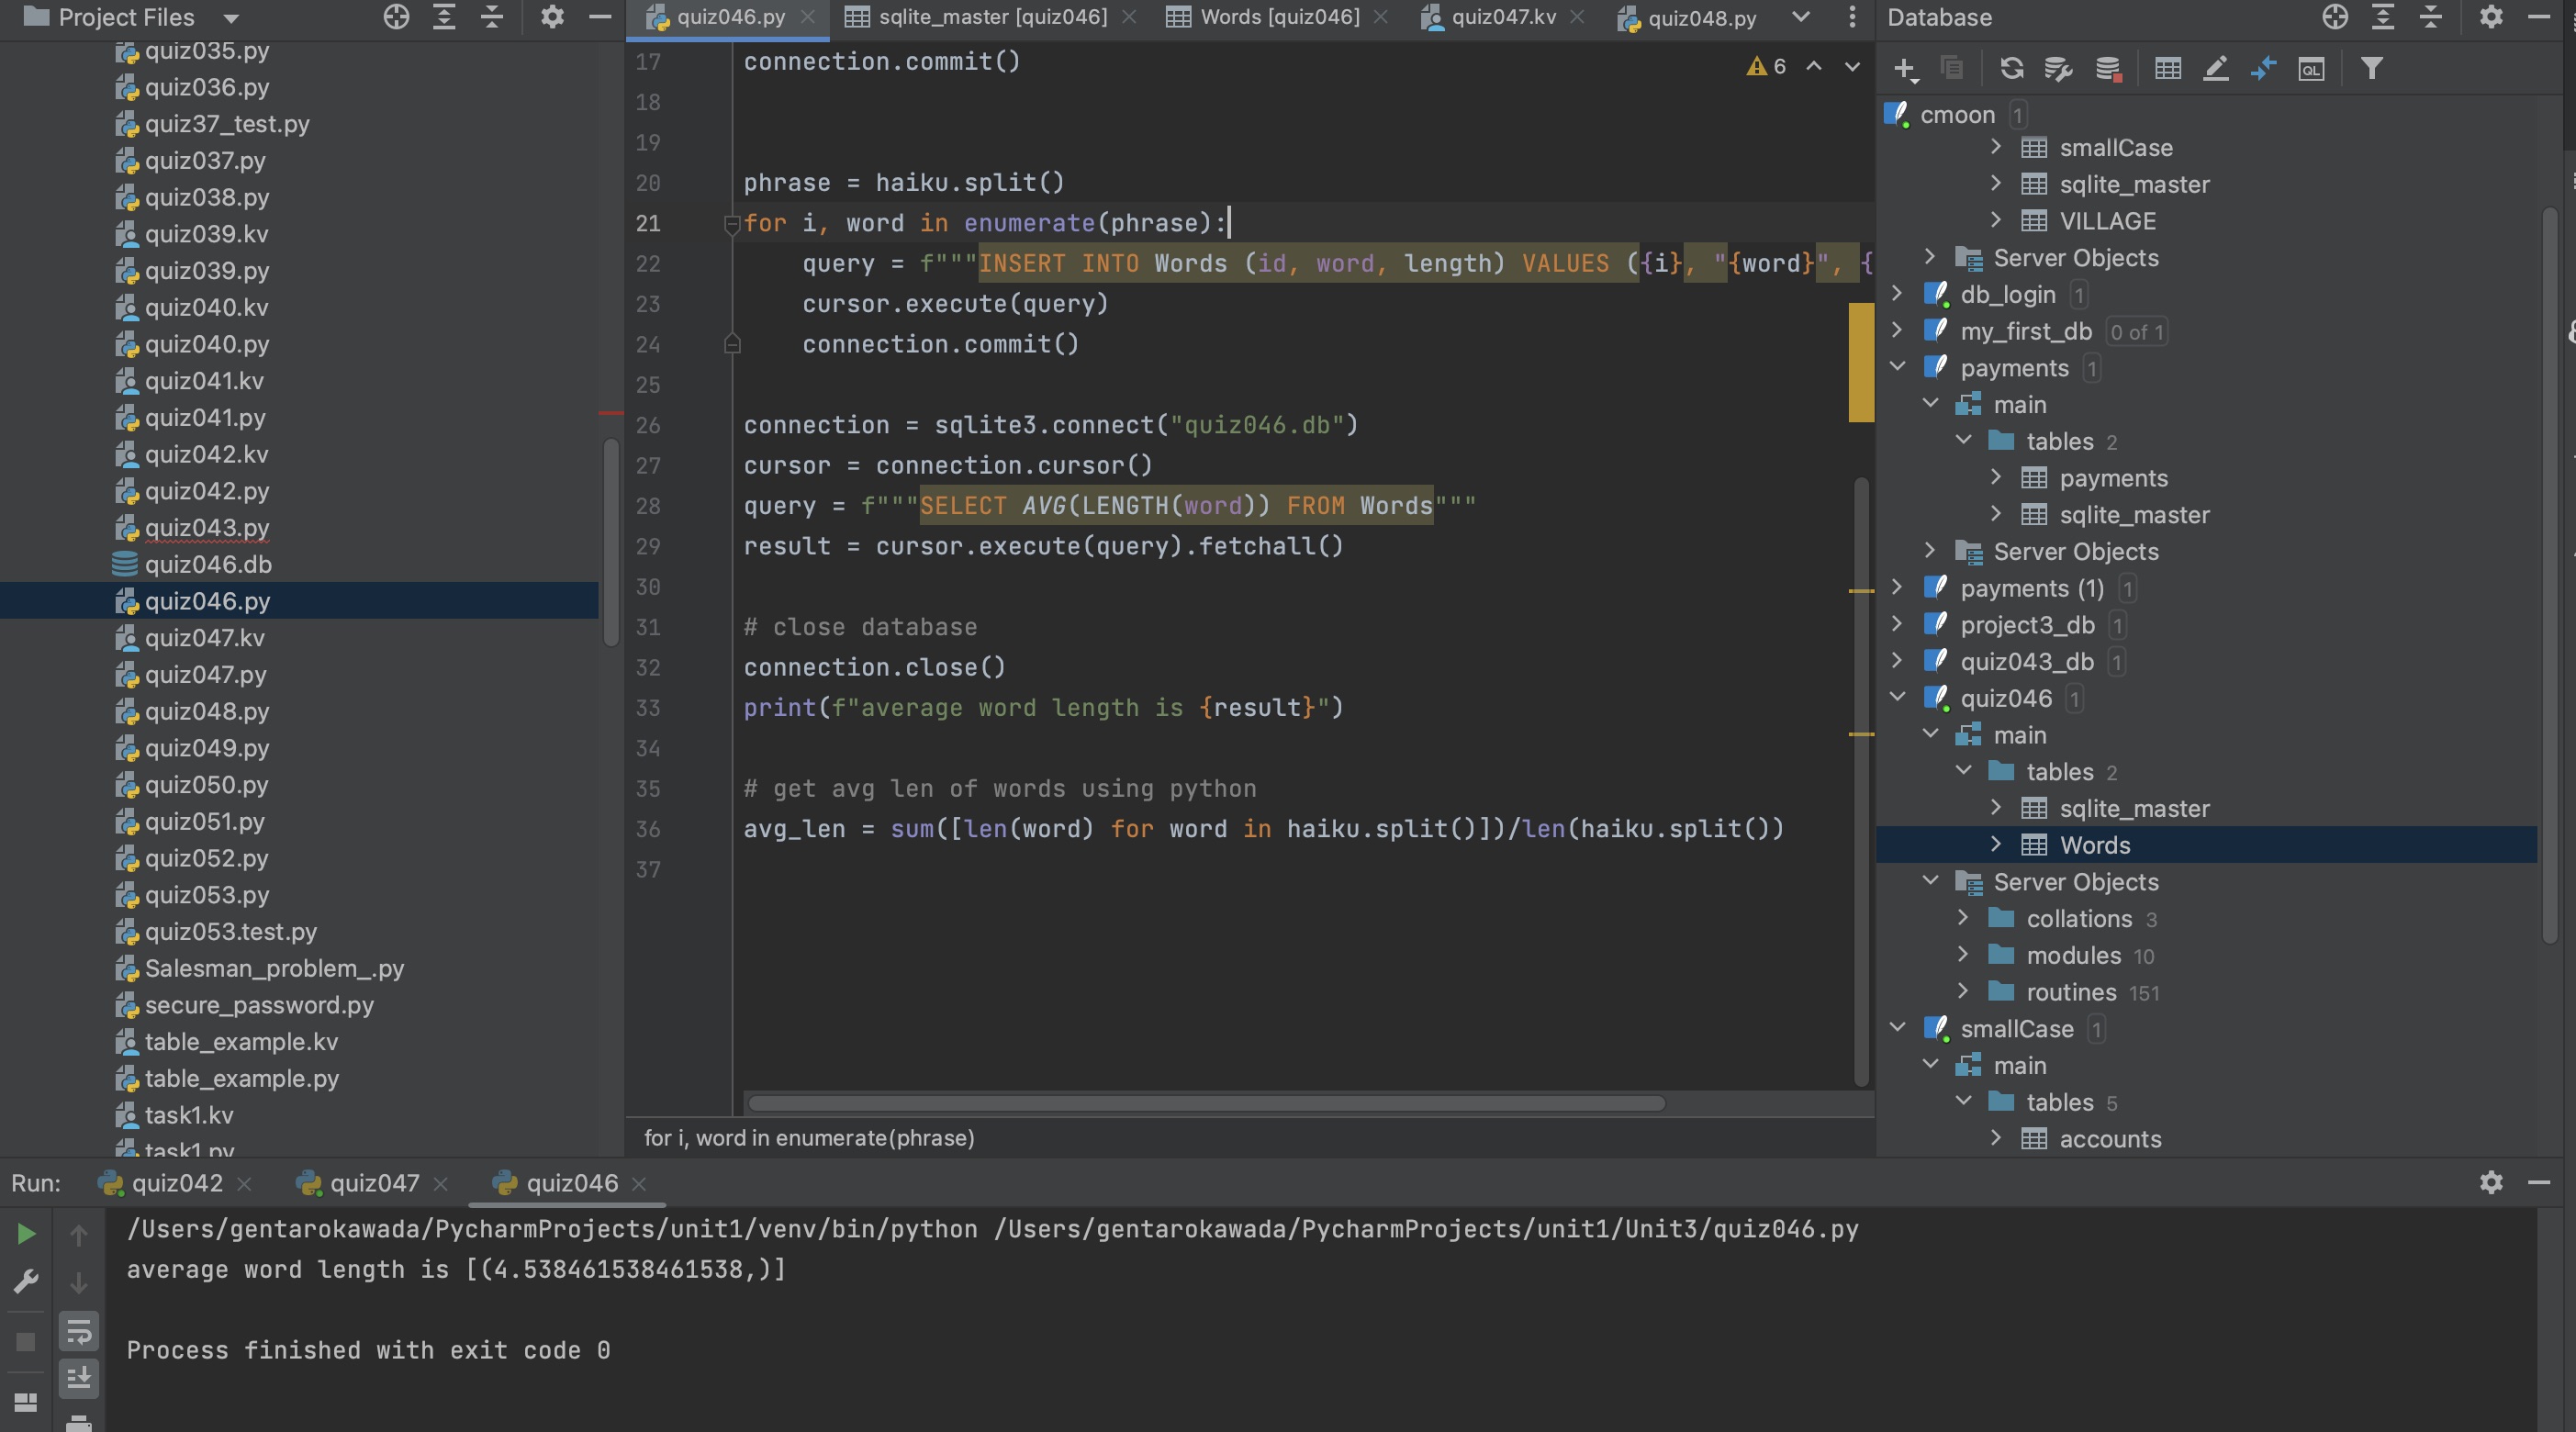 Project Files
quiz035.py
quiz036.py
quiz37_test.py
quiz037.py
quiz038.py
quiz039.kv
quiz039.py
quiz040.kv
quiz040.py
quiz041.kv
quiz041.py
quiz042.kv
quiz042.py
quiz043.py
quiz046.db
quiz046.py
quiz047.kv
quiz047.py
quiz048.py
quiz049.py
quiz050.py
quiz051.py
quiz052.py
quiz053.py
quiz053.test.py
Salesman_problem_.py
secure_password.py
table_example.kv
table_example.py
task1.kv
task1.py
quiz046.py sqlite_master [quiz046] Words [quiz046] quiz047.kv quiz048.py
6
17 connection.commit()
18
19
20 phrase = haiku.split()
21 for i, word in enumerate(phrase):
22 query = f"""INSERT INTO Words (id, word, length) VALUES ({i}, "{word}", {
23 cursor.execute(query)
24 connection.commit()
25
26 connection = sqlite3.connect("quiz046.db")
27 cursor = connection.cursor()
28 query = f"""SELECT AVG(LENGTH(word)) FROM Words"""
29 result = cursor.execute(query).fetchall()
30
31 # close database
32 connection.close()
33 print(f"average word length is {result}")
34
35 # get avg len of words using python
36 avg_len = sum([len(word) for word in haiku.split()])/len(haiku.split())
37
for i, word in enumerate(phrase)
Database
QL
cmoon 1
smallCase
sqlite_master
VILLAGE
Server Objects
db_login 1
my_first_db 0 of 1
payments 1
main
tables 2
payments
sqlite_master
Server Objects
payments (1) 1
project3_db 1
quiz043_db 1
quiz046 1
main
tables 2
sqlite_master
Words
Server Objects
collations 3
modules 10
routines 151
smallCase 1
main
tables 5
accounts
Run: quiz042 quiz047 quiz046
/Users/gentarokawada/PycharmProjects/unit1/venv/bin/python /Users/gentarokawada/PycharmProjects/unit1/Unit3/quiz046.py
average word length is [(4.538461538461538,)]
Process finished with exit code 0